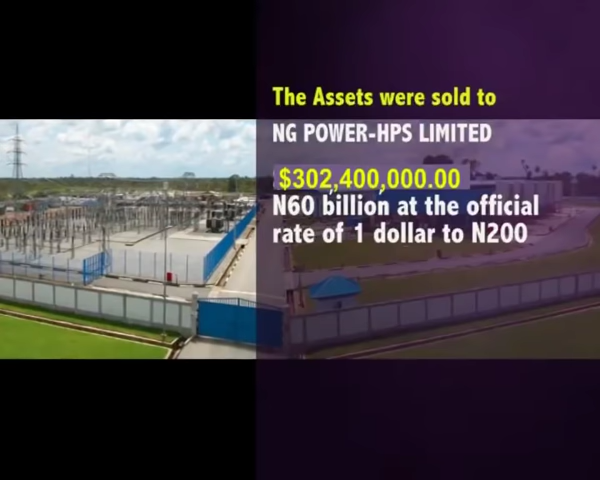 The Assets were sold to
NG POWER-HPS LIMITED
$302,400,000.00
N60 billion at the official
rate of 1 dollar to N200